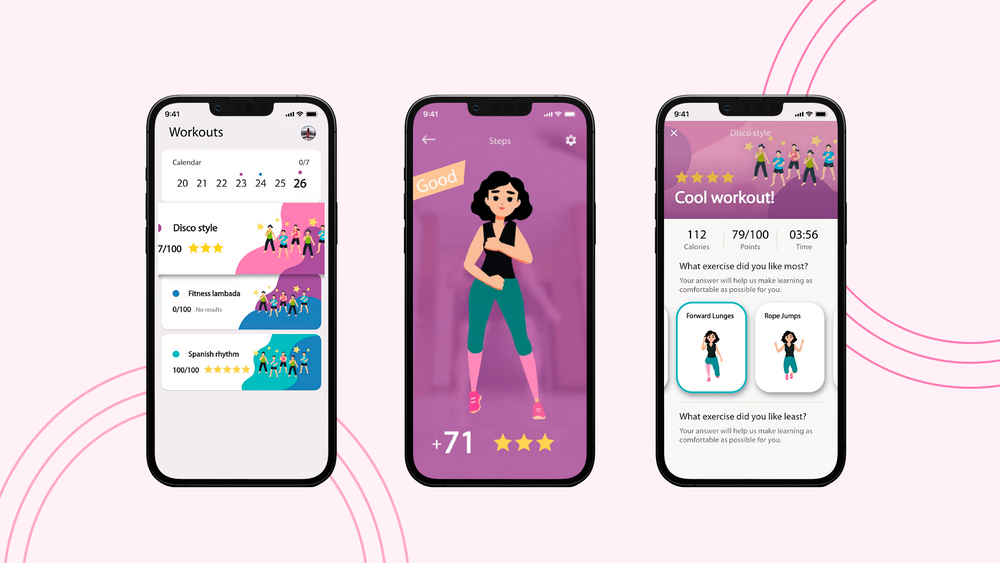 9:41
Workouts
Calendar 0/7
20 21 22 23 24 25 26
Disco style
7/100
Fitness lambada
0/100 No results
Spanish rhythm
100/100
9:41
Steps
Good
+71
9:41
Disco style
Cool workout!
112 79/100 03:56
Calories Points Time
What exercise did you like most?
Your answer will help us make learning as
comfortable as possible for you.
Forward Lunges Rope Jumps
What exercise did you like least?
Your answer will help us make learning as
comfortable as possible for you.